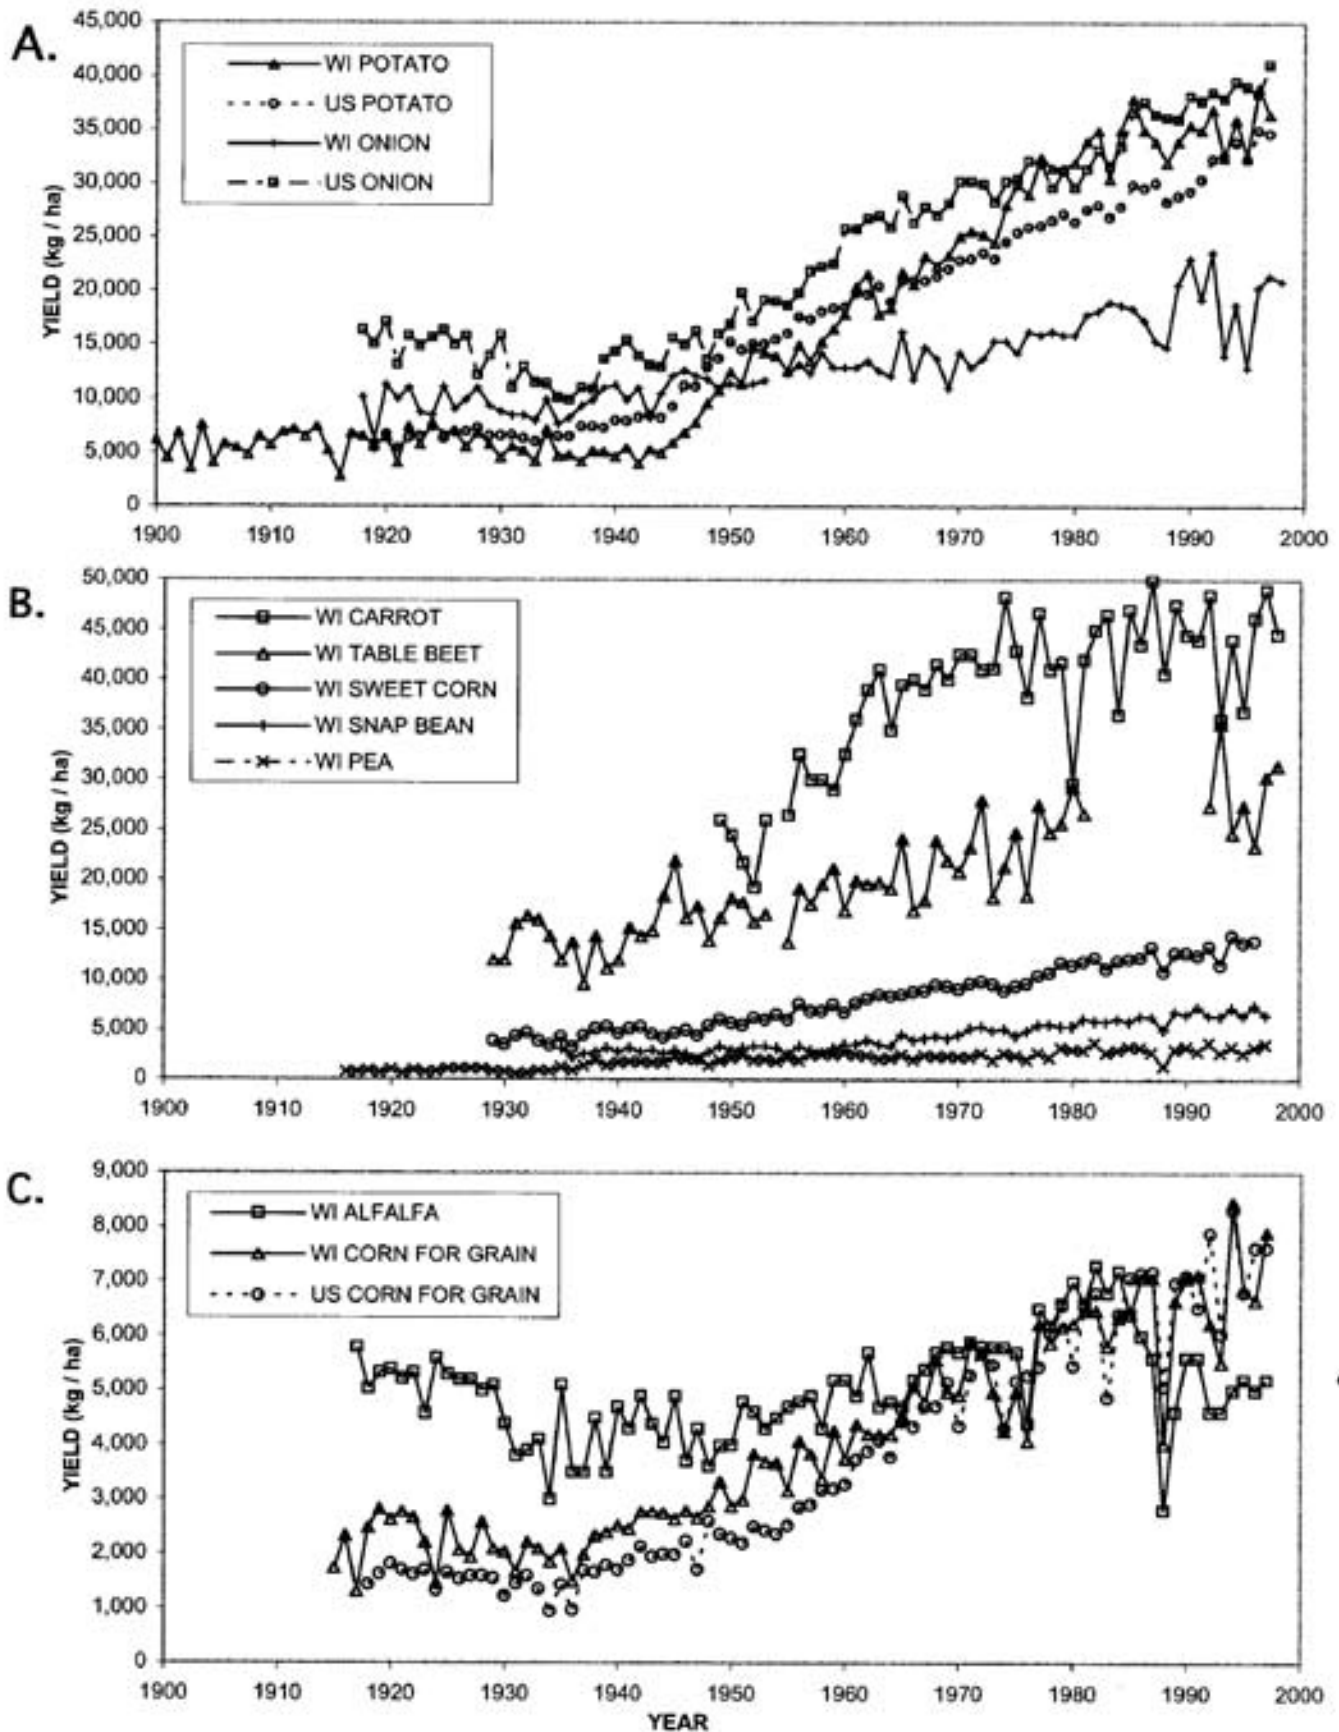 A.
45,000
40,000
35,000
30,000
25,000
20,000
15,000
10,000
5,000
0
YIELD (kg / ha)
WI POTATO
US POTATO
WI ONION
US ONION
1900 1910 1920 1930 1940 1950 1960 1970 1980 1990 2000
B.
50,000
45,000
40,000
35,000
30,000
25,000
20,000
15,000
10,000
5,000
0
YIELD (kg / ha)
WI CARROT
WI TABLE BEET
WI SWEET CORN
WI SNAP BEAN
WI PEA
1900 1910 1920 1930 1940 1950 1960 1970 1980 1990 2000
C.
9,000
8,000
7,000
6,000
5,000
4,000
3,000
2,000
1,000
0
YIELD (kg / ha)
WI ALFALFA
WI CORN FOR GRAIN
US CORN FOR GRAIN
1900 1910 1920 1930 1940 1950 1960 1970 1980 1990 2000
YEAR